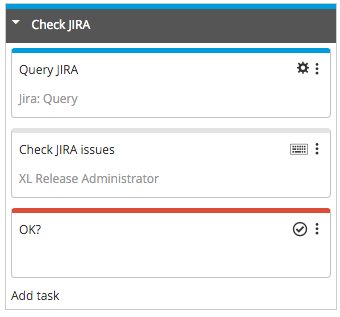 Check JIRA
Query JIRA
Jira: Query
Check JIRA issues
XL Release Administrator
OK?
Add task